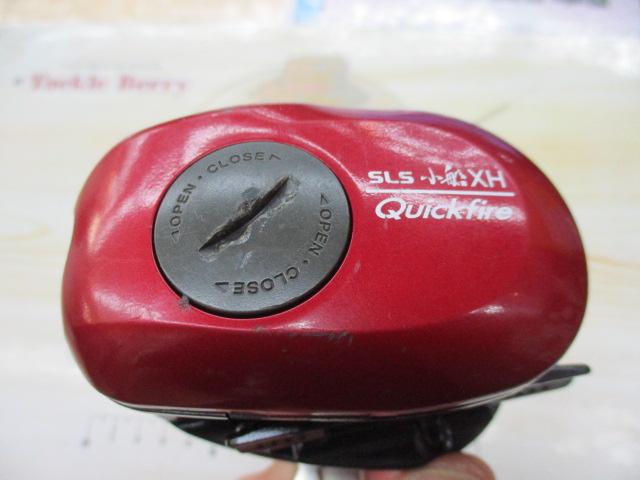 Tackle Berry
CLOSE
OPEN
SLS 小船XH
Quickfire
OPEN
CLOSE